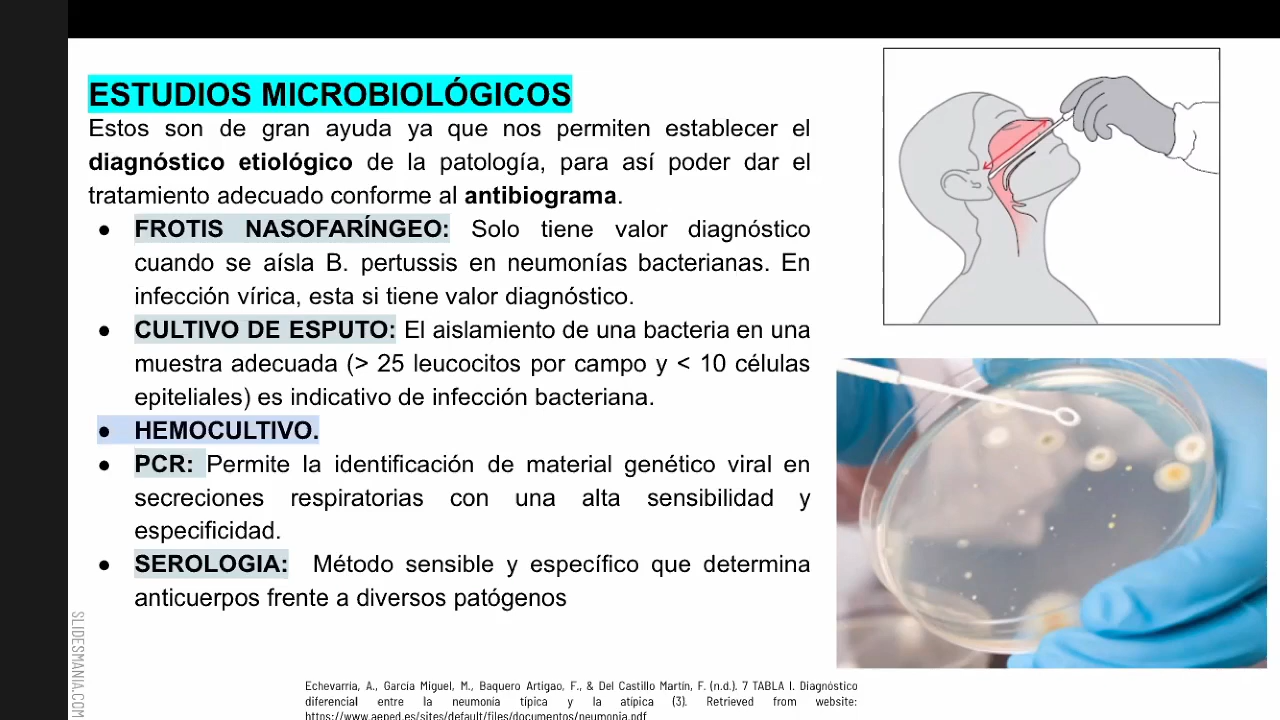 ESTUDIOS MICROBIOLÓGICOS
Estos son de gran ayuda ya que nos permiten establecer el
diagnóstico etiológico de la patología, para así poder dar el
tratamiento adecuado conforme al antibiograma.
● FROTIS NASOFARÍNGEO: Solo tiene valor diagnóstico
cuando se aísla B. pertussis en neumonías bacterianas. En
infección vírica, esta si tiene valor diagnóstico.
● CULTIVO DE ESPUTO: El aislamiento de una bacteria en una
muestra adecuada (> 25 leucocitos por campo y < 10 células
epiteliales) es indicativo de infección bacteriana.
● HEMOCULTIVO.
● PCR: Permite la identificación de material genético viral en
secreciones respiratorias con una alta sensibilidad y
especificidad.
● SEROLOGIA: Método sensible y específico que determina
anticuerpos frente a diversos patógenos
SLIDESMANIA.COM
Echevarría, A., García Miguel, M., Baquero Artigao, F., & Del Castillo Martín, F. (n.d.). 7 TABLA I. Diagnóstico
diferencial entre la neumonía típica y la atípica (3). Retrieved from website:
https://www.aeped.es/sites/default/files/documentos/neumonia.pdf